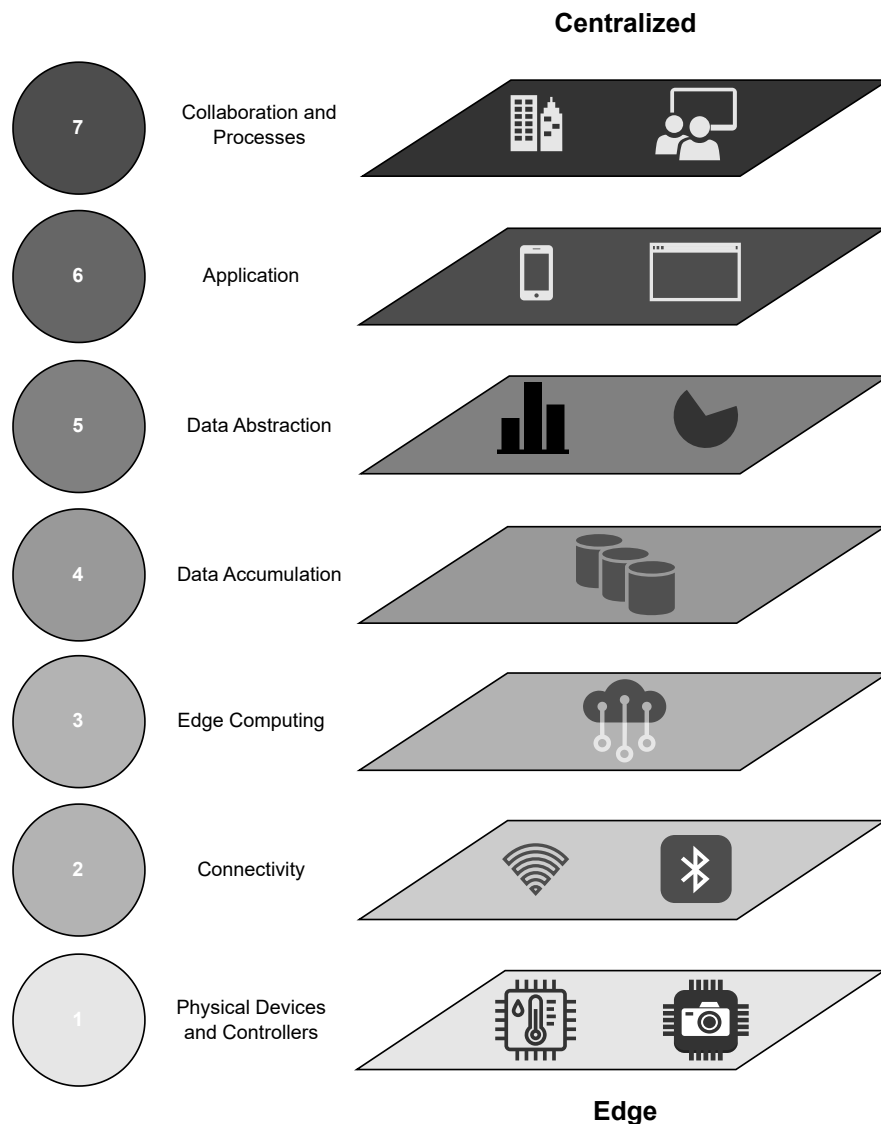 Centralized
7
Collaboration and
Processes
6
Application
5
Data Abstraction
4
Data Accumulation
3
Edge Computing
2
Connectivity
1
Physical Devices
and Controllers
Edge